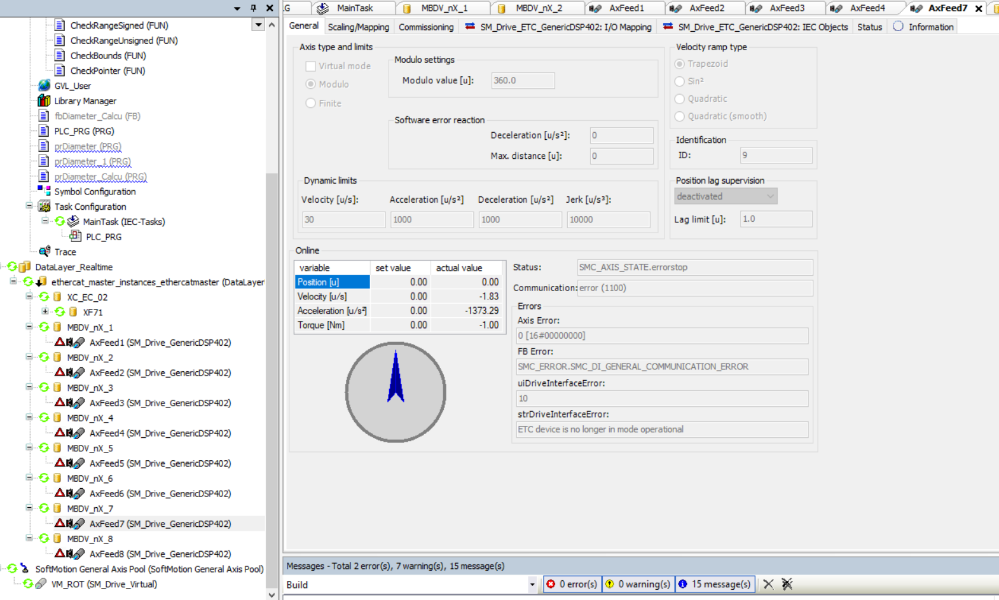 CheckRangeSigned (FUN)
CheckRangeUnsigned (FUN)
CheckBounds (FUN)
CheckPointer (FUN)
GVL_User
Library Manager
fbDiameter_Calcu (FB)
PLC_PRG (PRG)
prDiameter (PRG)
prDiameter_1 (PRG)
prDiameter_Calcu (PRG)
Symbol Configuration
Task Configuration
MainTask (IEC-Tasks)
PLC_PRG
Trace
DataLayer_Realtime
ethercat_master_instances_ethercatmaster (DataLayer
XC_EC_02
XF71
MBDV_nX_1
AxFeed1 (SM_Drive_GenericDSP402)
MBDV_nX_2
AxFeed2 (SM_Drive_GenericDSP402)
MBDV_nX_3
AxFeed3 (SM_Drive_GenericDSP402)
MBDV_nX_4
AxFeed4 (SM_Drive_GenericDSP402)
MBDV_nX_5
AxFeed5 (SM_Drive_GenericDSP402)
MBDV_nX_6
AxFeed6 (SM_Drive_GenericDSP402)
MBDV_nX_7
AxFeed7 (SM_Drive_GenericDSP402)
MBDV_nX_8
AxFeed8 (SM_Drive_GenericDSP402)
SoftMotion General Axis Pool (SoftMotion General Axis Pool)
VM_ROT (SM_Drive_Virtual)
LG MainTask MBDV_nX_1 MBDV_nX_2 AxFeed1 AxFeed2 AxFeed3 AxFeed4 AxFeed7
General Scaling/Mapping Commissioning SM_Drive_ETC_GenericDSP402: I/O Mapping SM_Drive_ETC_GenericDSP402: IEC Objects Status Information
Axis type and limits
Virtual mode
Modulo
Finite
Modulo settings
Modulo value [u]: 360.0
Software error reaction
Deceleration [u/s²]: 0
Max. distance [u]: 0
Dynamic limits
Velocity [u/s]: Acceleration [u/s²] Deceleration [u/s²] Jerk [u/s³]:
30 1000 1000 10000
Velocity ramp type
Trapezoid
Sin²
Quadratic
Quadratic (smooth)
Identification
ID: 9
Position lag supervision
deactivated
Lag limit [u]: 1.0
Online
variable set value actual value
Position [u] 0.00 0.00
Velocity [u/s] 0.00 -1.83
Acceleration [u/s²] 0.00 -1373.29
Torque [Nm] 0.00 -1.00
Status: SMC_AXIS_STATE.errorstop
Communication: error (1100)
Errors
Axis Error:
0 [16#00000000]
FB Error:
SMC_ERROR.SMC_DI_GENERAL_COMMUNICATION_ERROR
uiDriveInterfaceError:
10
strDriveInterfaceError:
ETC device is no longer in mode operational
Messages - Total 2 error(s), 7 warning(s), 15 message(s)
Build 0 error(s) 0 warning(s) 15 message(s)